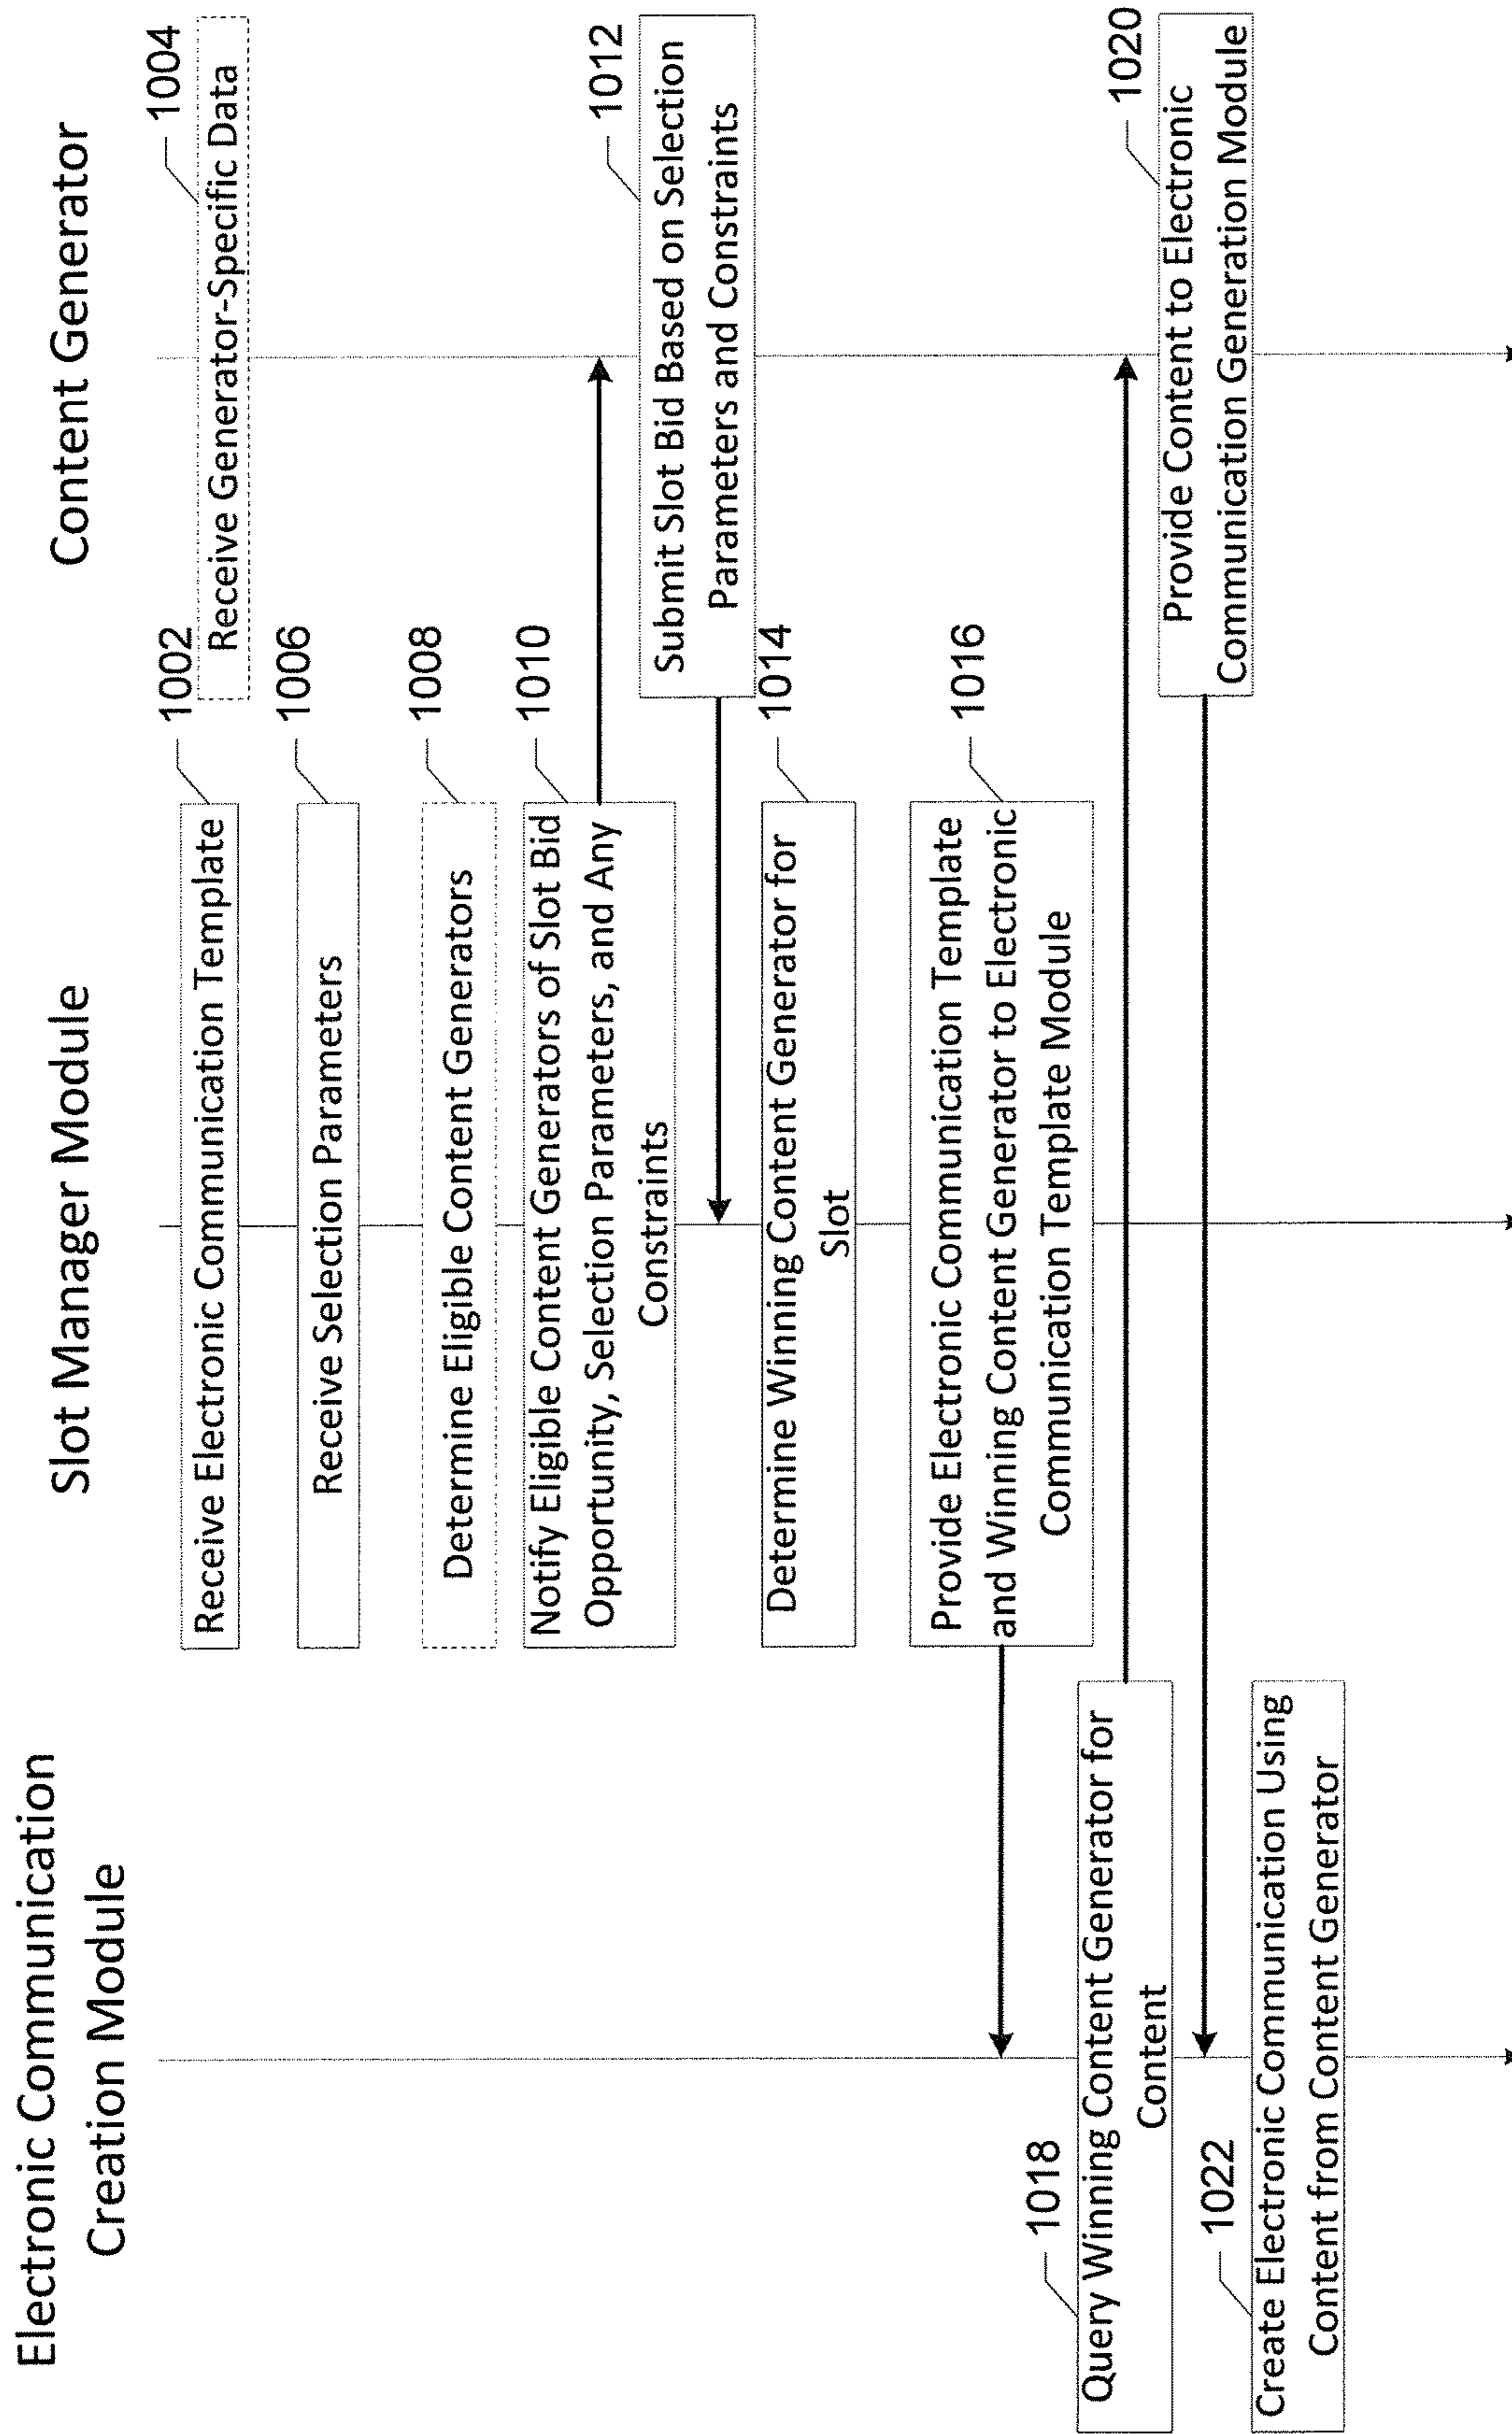 Electronic Communication
Creation Module
Slot Manager Module
Content Generator
1002
Receive Electronic Communication Template
1004
Receive Generator-Specific Data
1006
Receive Selection Parameters
1008
Determine Eligible Content Generators
1010
Notify Eligible Content Generators of Slot Bid
Opportunity, Selection Parameters, and Any
Constraints
1012
Submit Slot Bid Based on Selection
Parameters and Constraints
1014
Determine Winning Content Generator for
Slot
1016
Provide Electronic Communication Template
and Winning Content Generator to Electronic
Communication Template Module
1018
Query Winning Content Generator for
Content
1020
Provide Content to Electronic
Communication Generation Module
1022
Create Electronic Communication Using
Content from Content Generator